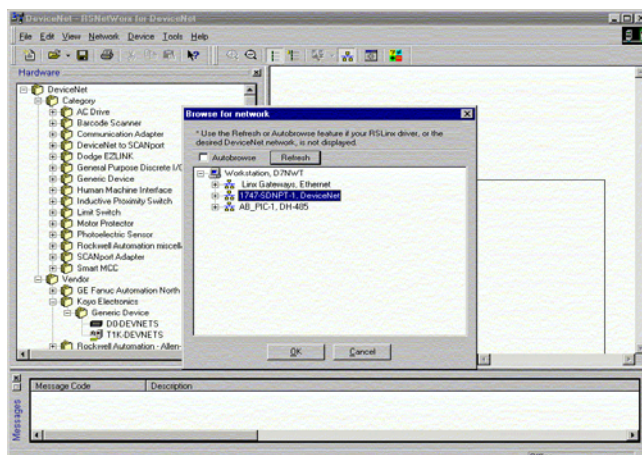 DeviceNet - RSNetWorx for DeviceNet
File Edit View Network Device Tools Help
Hardware
DeviceNet
Category
AC Drive
Barcode Scanner
Communication Adapter
DeviceNet to SCANport
Dodge EZLINK
General Purpose Discrete I/O
Generic Device
Human Machine Interface
Inductive Proximity Switch
Limit Switch
Motor Protector
Photoelectric Sensor
Rockwell Automation miscell
SCANport Adapter
Smart MCC
Vendor
GE Fanuc Automation North
Koyo Electronics
Generic Device
D0-DEVNETS
T1K-DEVNETS
Rockwell Automation - Allen-
Browse for network
* Use the Refresh or Autobrowse feature if your RSLinx driver, or the
desired DeviceNet network, is not displayed.
Autobrowse Refresh
Workstation, D7NWT
Linx Gateways, Ethernet
1747-SDNPT-1, DeviceNet
AB_PIC-1, DH-485
OK Cancel
Messages
Message Code Description